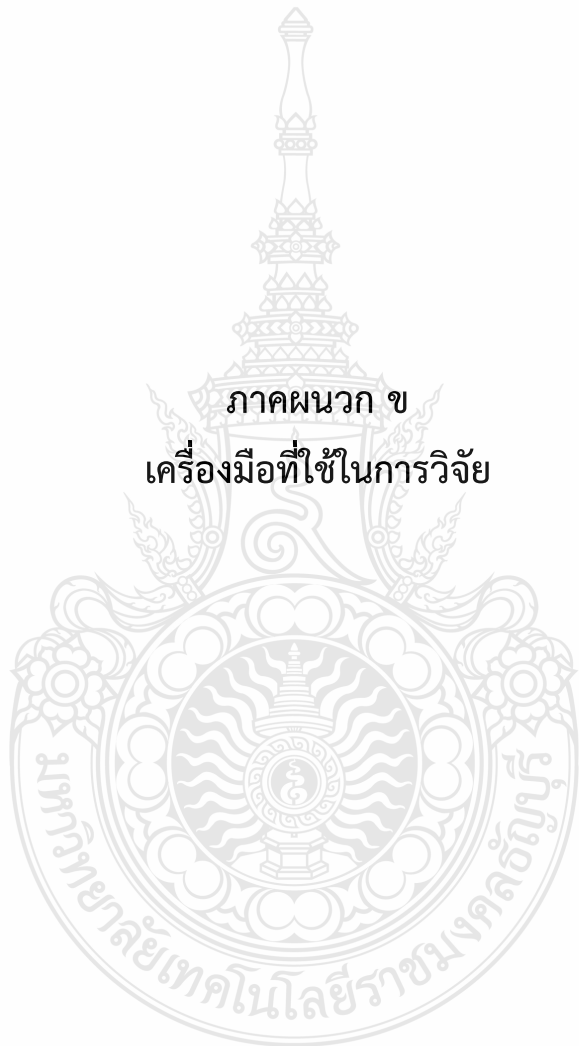 ภาคผนวก ข
เครื่องมือที่ใช้ในการวิจัย
มหาวิทยาลัยเทคโนโลยีราชมงคลธัญบุรี